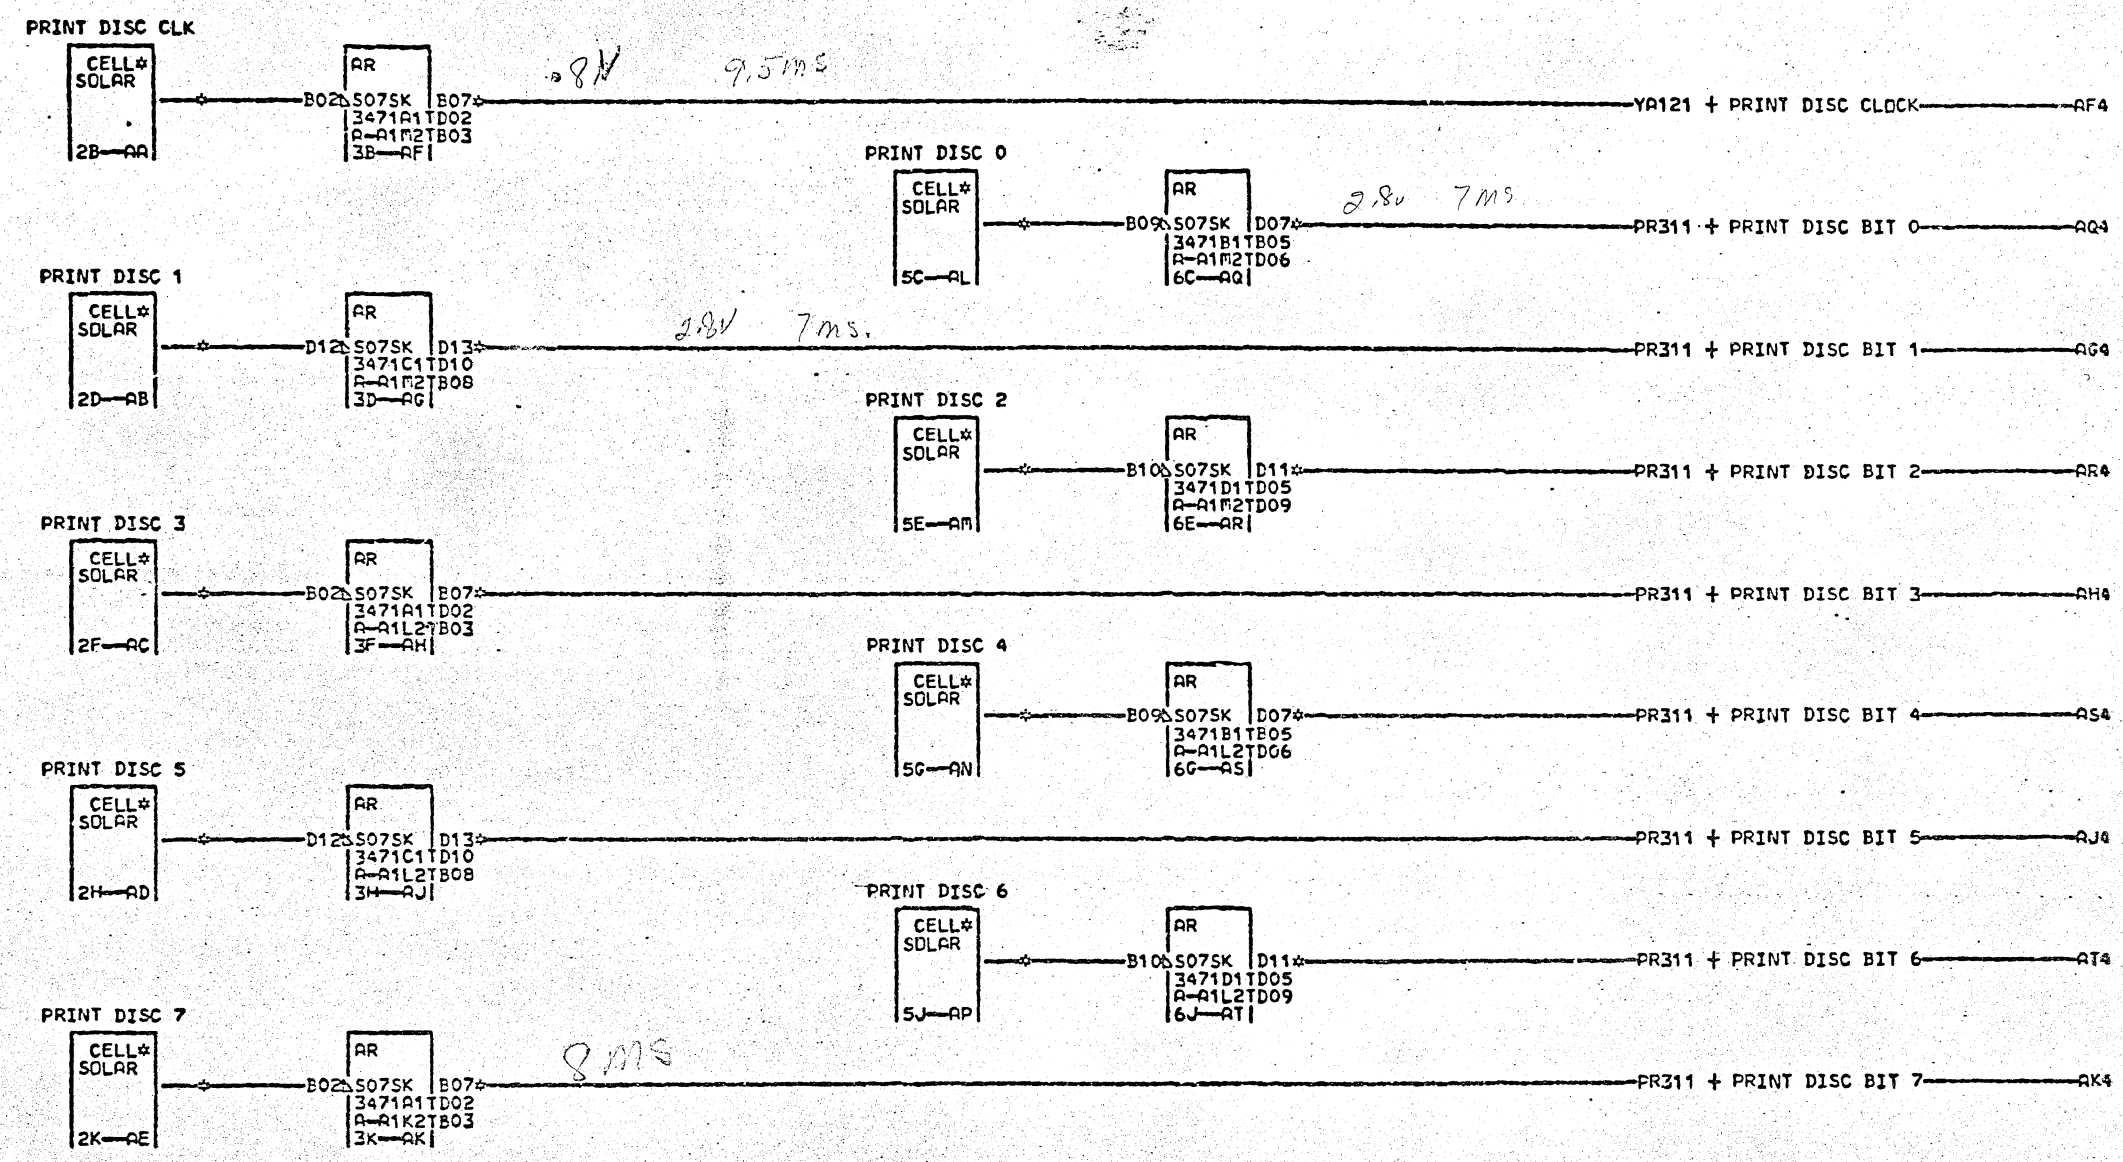 PRINT DISC CLK
CELL*
SOLAR
2B—AA
AR
B02 S07SK B07*
3471A1TD02
A-A1M2TB03
3B—AF
.8V 9.5ms
YA121 + PRINT DISC CLOCK AF4
PRINT DISC 0
CELL*
SOLAR
5C—AL
AR
B09 S07SK D07*
3471B1TB05
A-A1M2TD06
6C—AQ
2.8v 7ms
PR311 + PRINT DISC BIT 0 AQ4
PRINT DISC 1
CELL*
SOLAR
2D—AB
AR
D12 S07SK D13*
3471C1TD10
A-A1M2TB08
3D—AG
2.8V 7ms.
PR311 + PRINT DISC BIT 1 AG4
PRINT DISC 2
CELL*
SOLAR
5E—AM
AR
B10 S07SK D11*
3471D1TD05
A-A1M2TD09
6E—AR
PR311 + PRINT DISC BIT 2 AR4
PRINT DISC 3
CELL*
SOLAR
2F—AC
AR
B02 S07SK B07*
3471A1TD02
A-A1L2TB03
3F—AH
PR311 + PRINT DISC BIT 3 AH4
PRINT DISC 4
CELL*
SOLAR
5G—AN
AR
B09 S07SK D07*
3471B1TB05
A-A1L2TD06
6G—AS
PR311 + PRINT DISC BIT 4 AS4
PRINT DISC 5
CELL*
SOLAR
2H—AD
AR
D12 S07SK D13*
3471C1TD10
A-A1L2TB08
3H—AJ
PR311 + PRINT DISC BIT 5 AJ4
PRINT DISC 6
CELL*
SOLAR
5J—AP
AR
B10 S07SK D11*
3471D1TD05
A-A1L2TD09
6J—AT
PR311 + PRINT DISC BIT 6 AT4
PRINT DISC 7
CELL*
SOLAR
2K—AE
AR
B02 S07SK B07*
3471A1TD02
A-A1K2TB03
3K—AK
8 ms
PR311 + PRINT DISC BIT 7 AK4